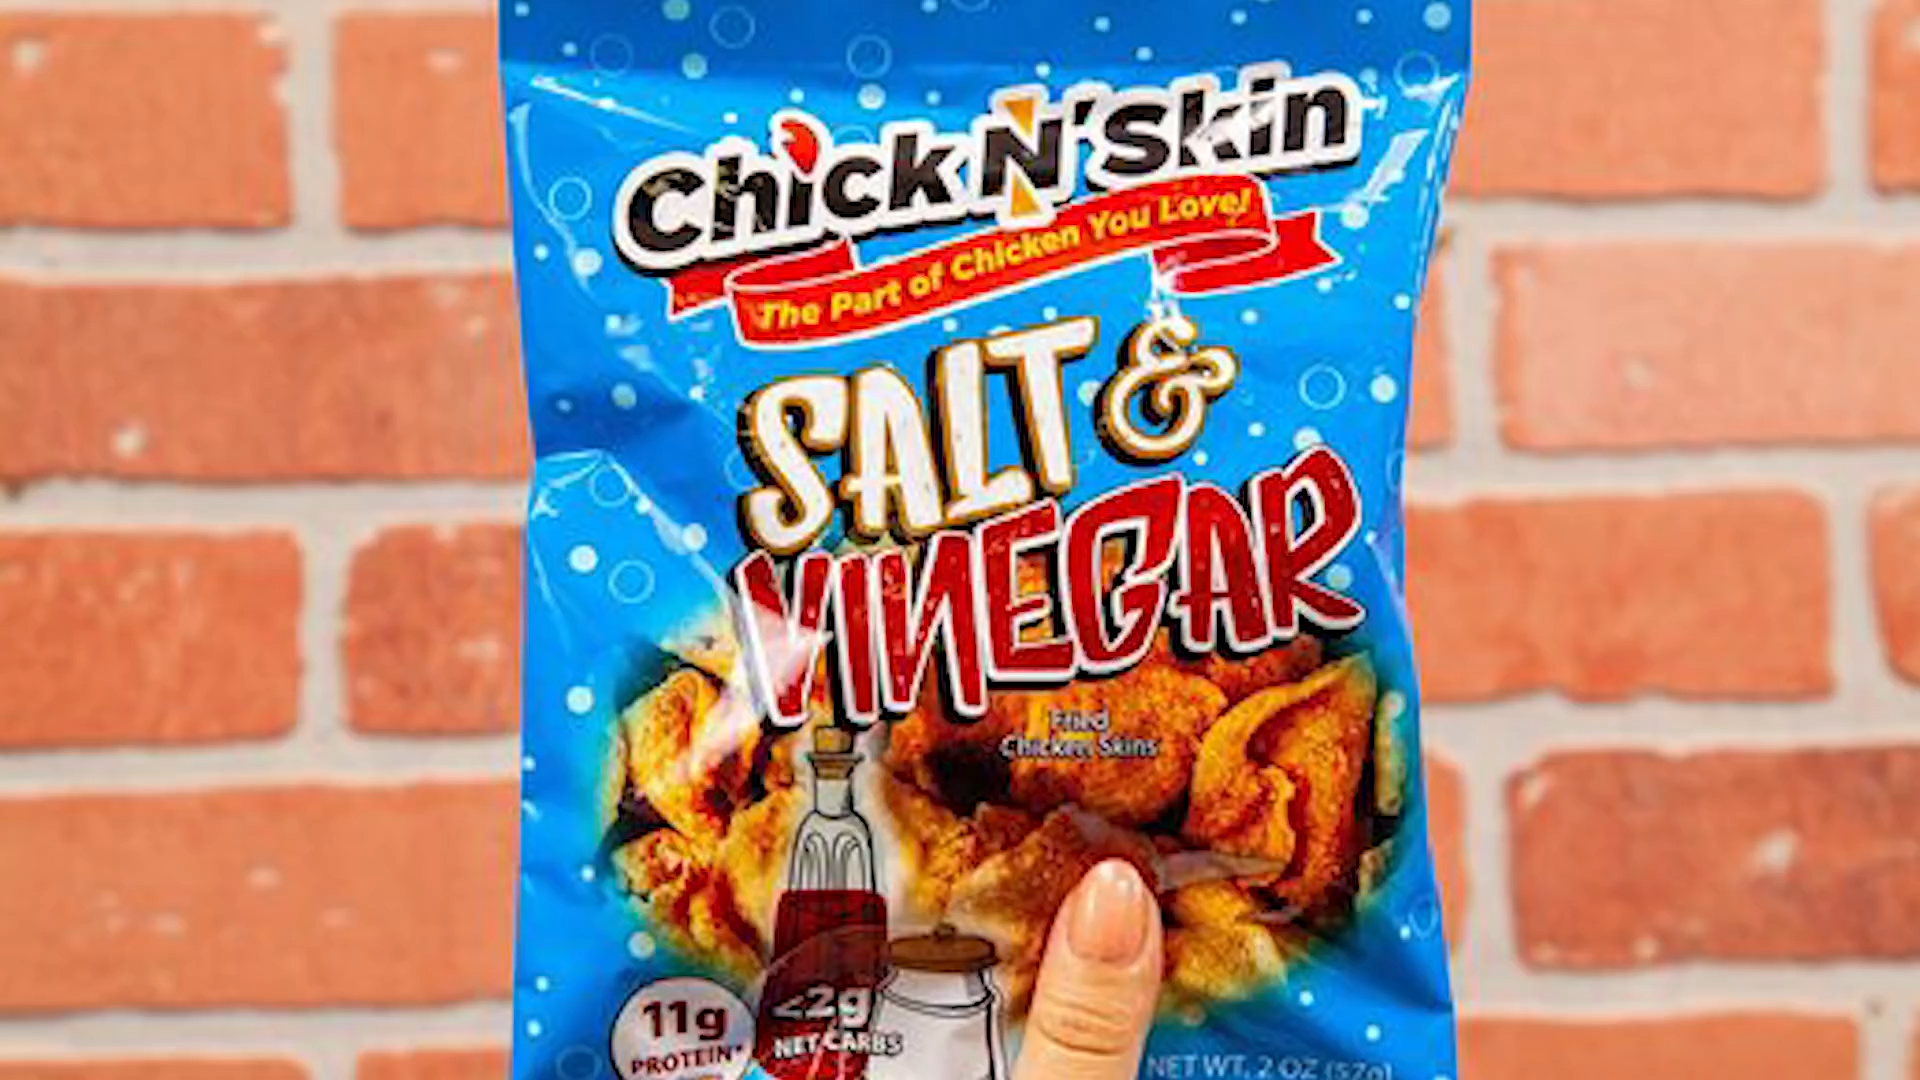 Chick N' Skin
The Part of Chicken You Love!
SALT &
VINEGAR
Fried
Chicken Skins
11g
PROTEIN*
<2g
NET CARBS
NET WT. 2 OZ (57g)